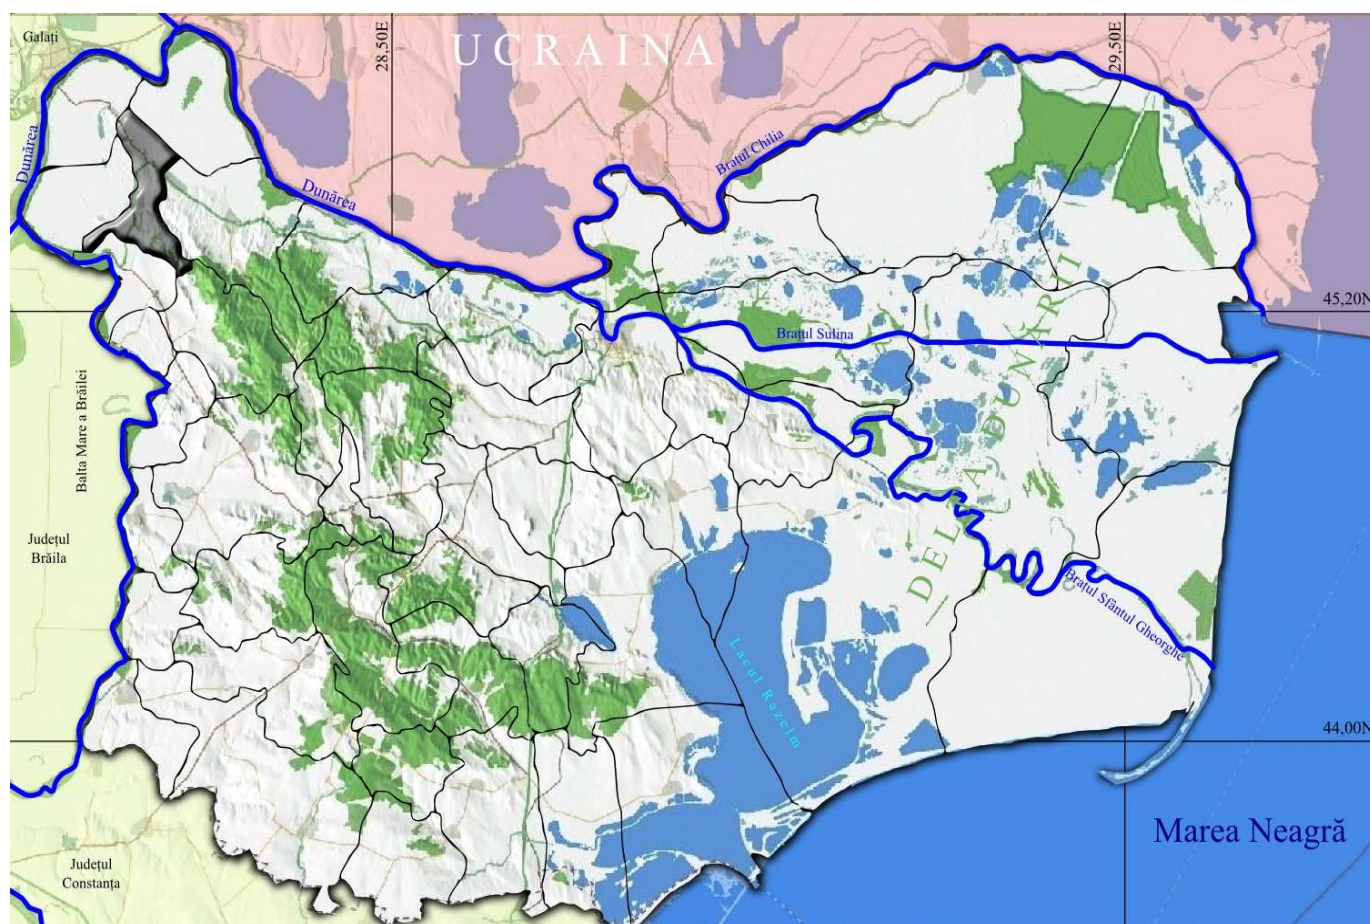 Galați
28,50E
UCRAINA
29,50E
Dunărea
Dunărea
Brațul Chilia
45,20N
Brațul Sulina
DELTA DUNĂRII
Balta Mare a Brăilei
Județul
Brăila
Brațul Sfântul Gheorghe
Lacul Razelm
44,00N
Marea Neagră
Județul
Constanța